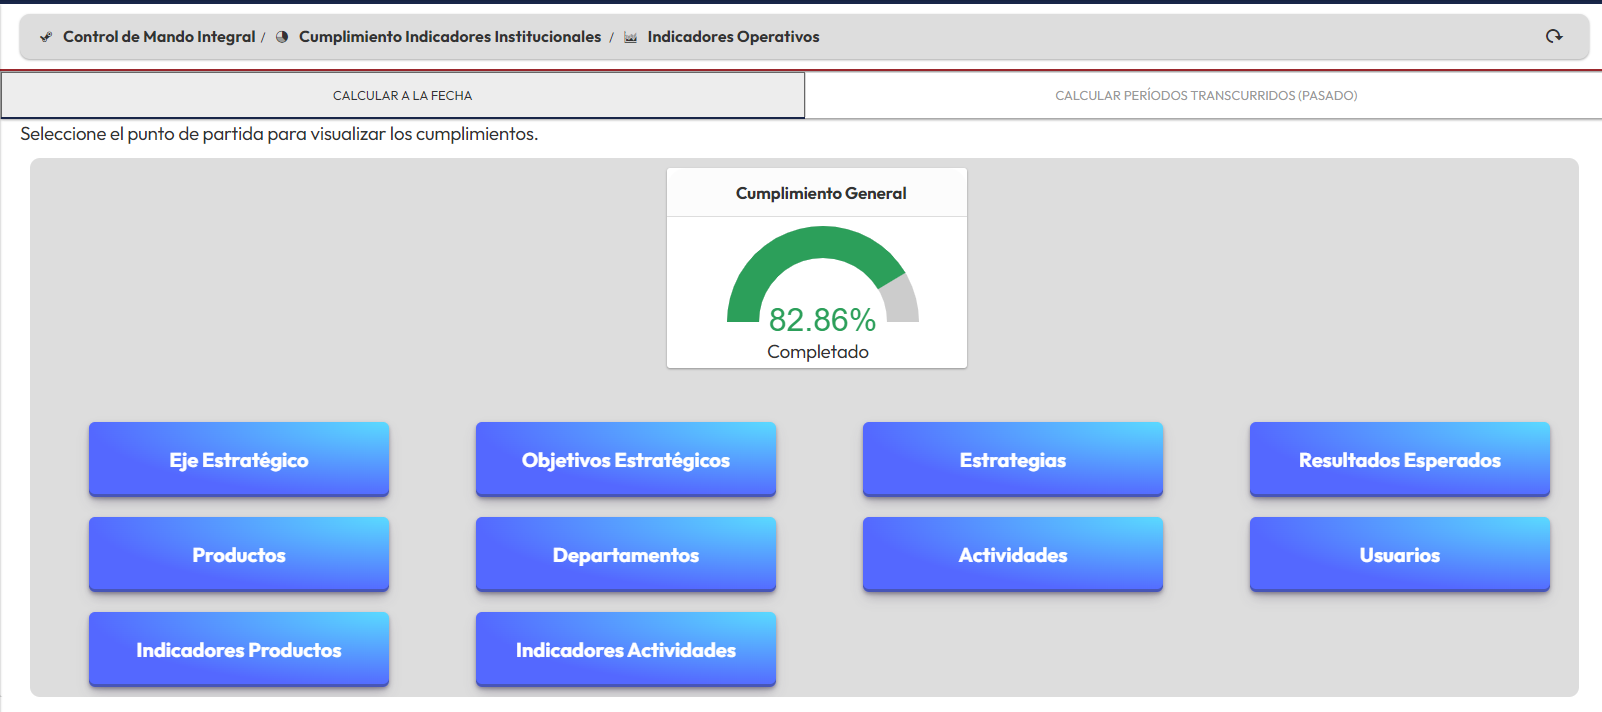 Control de Mando Integral / Cumplimiento Indicadores Institucionales / Indicadores Operativos
CALCULAR A LA FECHA
CALCULAR PERÍODOS TRANSCURRIDOS (PASADO)
Seleccione el punto de partida para visualizar los cumplimientos.
Cumplimiento General
82.86%
Completado
Eje Estratégico
Objetivos Estratégicos
Estrategias
Resultados Esperados
Productos
Departamentos
Actividades
Usuarios
Indicadores Productos
Indicadores Actividades